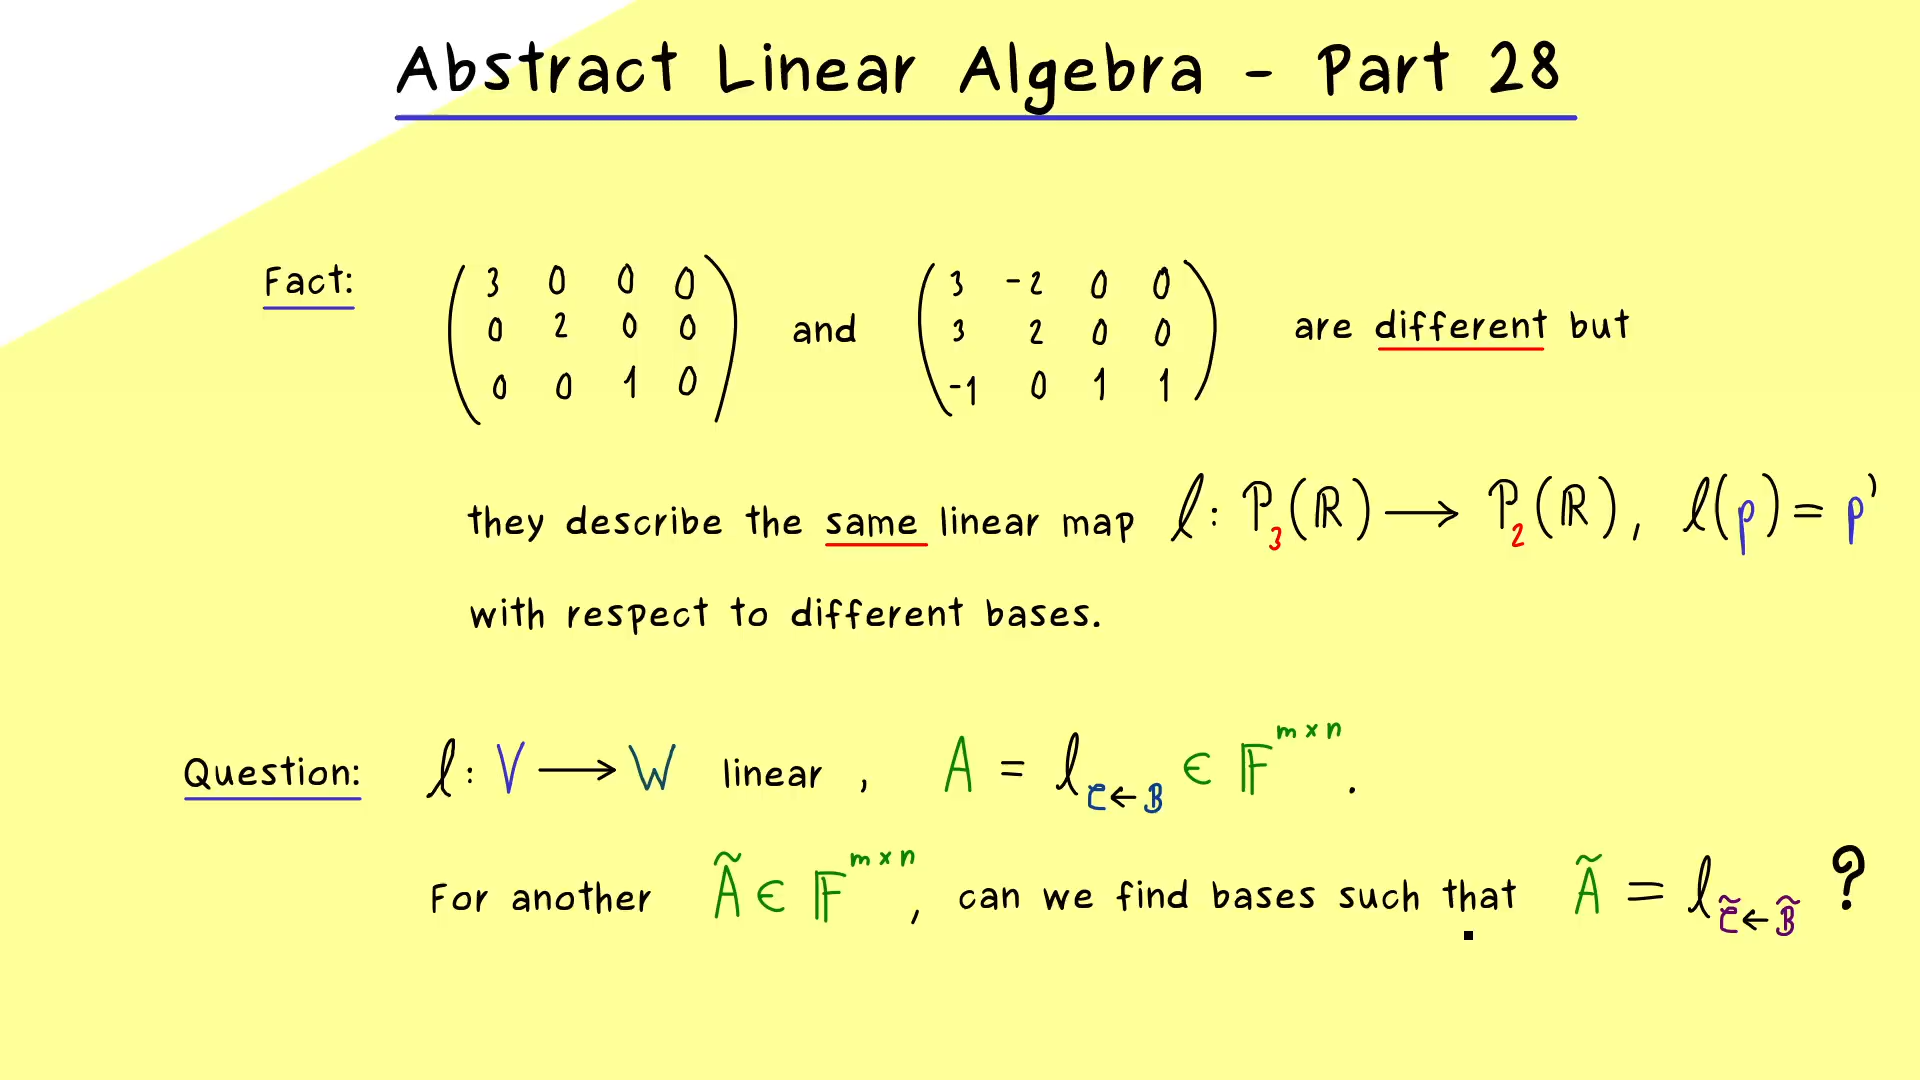 Abstract Linear Algebra - Part 28
Fact: ( 3 0 0 0 ; 0 2 0 0 ; 0 0 1 0 ) and ( 3 -2 0 0 ; 3 2 0 0 ; -1 0 1 1 ) are different but
they describe the same linear map ℓ: P₃(ℝ) → P₂(ℝ), ℓ(p) = p'
with respect to different bases.
Question: ℓ: V → W linear, A = ℓ_{C←B} ∈ 𝔽^{m×n}.
For another Ã ∈ 𝔽^{m×n}, can we find bases such that Ã = ℓ_{C̃←B̃} ?